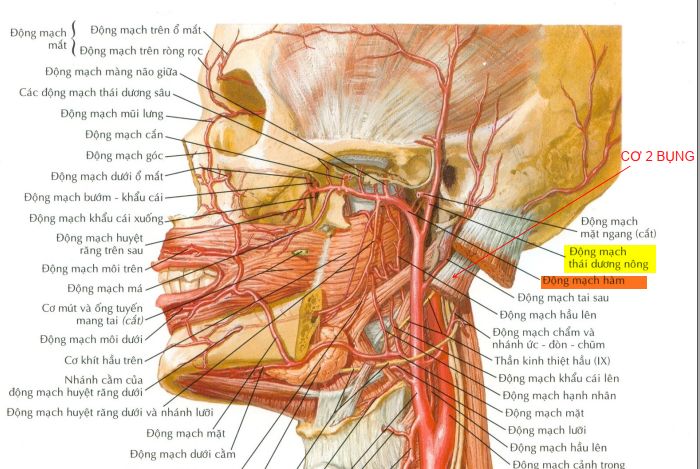 Động mạch mắt
Động mạch trên ổ mắt
Động mạch trên ròng rọc
Động mạch màng não giữa
Các động mạch thái dương sâu
Động mạch mũi lưng
Động mạch cắn
Động mạch góc
Động mạch dưới ổ mắt
Động mạch bướm - khẩu cái
Động mạch khẩu cái xuống
Động mạch huyệt
răng trên sau
Động mạch môi trên
Động mạch má
Cơ mút và ống tuyến
mang tai (cắt)
Động mạch môi dưới
Cơ khít hầu trên
Nhánh cằm của
động mạch huyệt răng dưới
Động mạch huyệt răng dưới và nhánh lưỡi
Động mạch mặt
Động mạch dưới cằm
CƠ 2 BỤNG
Động mạch
mặt ngang (cắt)
Động mạch
thái dương nông
Động mạch hàm
Động mạch tai sau
Động mạch hầu lên
Động mạch chẩm và
nhánh ức - đòn - chũm
Thần kinh thiệt hầu (IX)
Động mạch khẩu cái lên
Động mạch hạnh nhân
Động mạch mặt
Động mạch lưỡi
Động mạch hầu lên
Động mạch cảnh trong